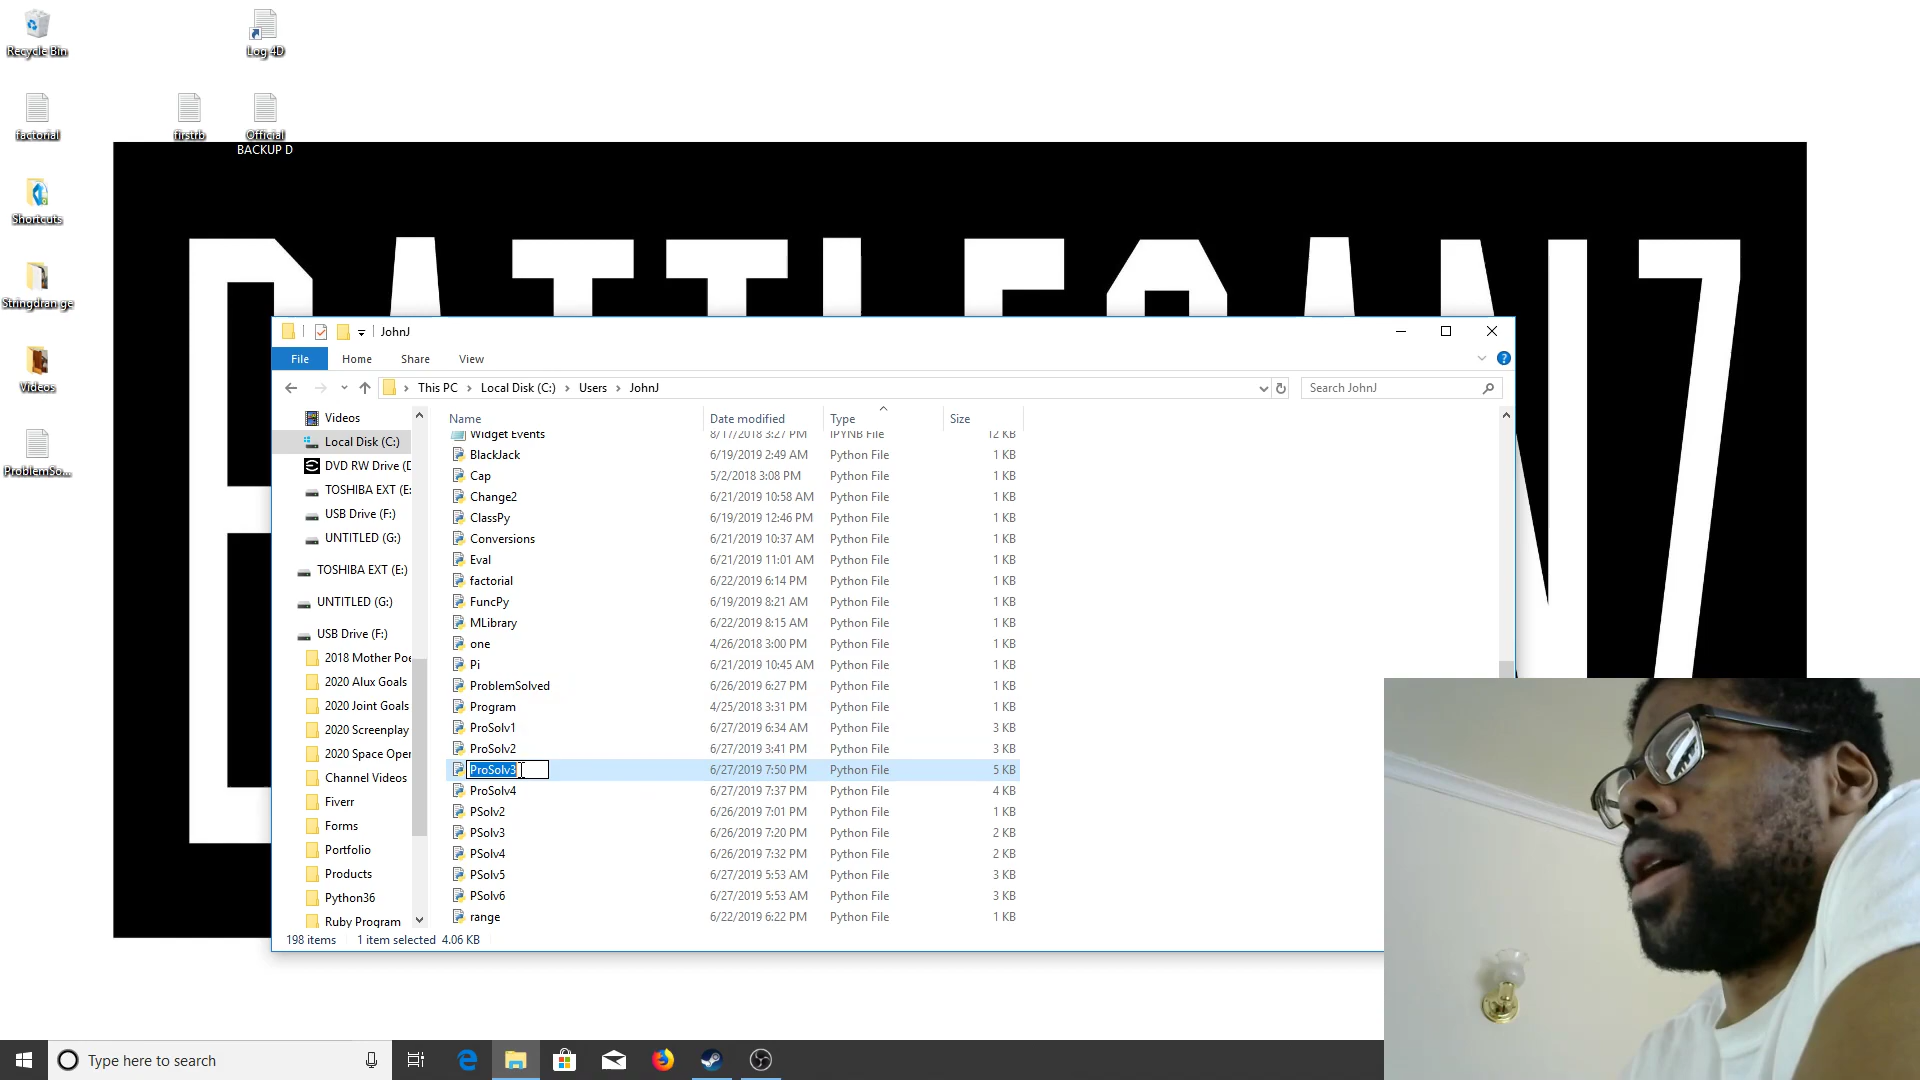 Recycle Bin
Log 4D
factorial
firstrb
Official
BACKUP D
Shortcuts
Stringdran ge
Videos
ProblemSo...
JohnJ
File
Home
Share
View
This PC
Local Disk (C:)
Users
JohnJ
Search JohnJ
Name
Date modified
Type
Size
Videos
Local Disk (C:)
DVD RW Drive (D
TOSHIBA EXT (E:
USB Drive (F:)
UNTITLED (G:)
TOSHIBA EXT (E:)
UNTITLED (G:)
USB Drive (F:)
2018 Mother Poe
2020 Alux Goals
2020 Joint Goals
2020 Screenplay
2020 Space Oper
Channel Videos
Fiverr
Forms
Portfolio
Products
Python36
Ruby Program
Widget Events 8/17/2018 3:27 PM IPYNB File 12 KB
BlackJack 6/19/2019 2:49 AM Python File 1 KB
Cap 5/2/2018 3:08 PM Python File 1 KB
Change2 6/21/2019 10:58 AM Python File 1 KB
ClassPy 6/19/2019 12:46 PM Python File 1 KB
Conversions 6/21/2019 10:37 AM Python File 1 KB
Eval 6/21/2019 11:01 AM Python File 1 KB
factorial 6/22/2019 6:14 PM Python File 1 KB
FuncPy 6/19/2019 8:21 AM Python File 1 KB
MLibrary 6/22/2019 8:15 AM Python File 1 KB
one 4/26/2018 3:00 PM Python File 1 KB
Pi 6/21/2019 10:45 AM Python File 1 KB
ProblemSolved 6/26/2019 6:27 PM Python File 1 KB
Program 4/25/2018 3:31 PM Python File 1 KB
ProSolv1 6/27/2019 6:34 AM Python File 3 KB
ProSolv2 6/27/2019 3:41 PM Python File 3 KB
ProSolv3 6/27/2019 7:50 PM Python File 5 KB
ProSolv4 6/27/2019 7:37 PM Python File 4 KB
PSolv2 6/26/2019 7:01 PM Python File 1 KB
PSolv3 6/26/2019 7:20 PM Python File 2 KB
PSolv4 6/26/2019 7:32 PM Python File 2 KB
PSolv5 6/27/2019 5:53 AM Python File 3 KB
PSolv6 6/27/2019 5:53 AM Python File 3 KB
range 6/22/2019 6:22 PM Python File 1 KB
198 items 1 item selected 4.06 KB
Type here to search